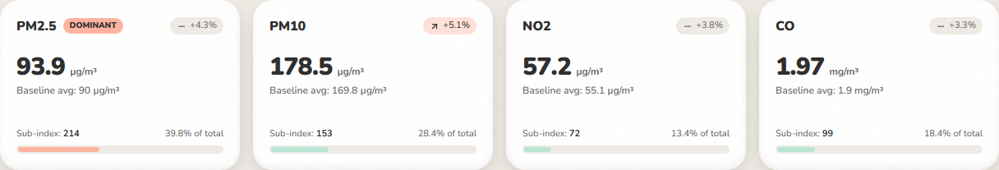 PM2.5 DOMINANT — +4.3%
93.9 µg/m³
Baseline avg: 90 µg/m³
Sub-index: 214 39.8% of total
PM10 ↗ +5.1%
178.5 µg/m³
Baseline avg: 169.8 µg/m³
Sub-index: 153 28.4% of total
NO2 — +3.8%
57.2 µg/m³
Baseline avg: 55.1 µg/m³
Sub-index: 72 13.4% of total
CO — +3.3%
1.97 mg/m³
Baseline avg: 1.9 mg/m³
Sub-index: 99 18.4% of total